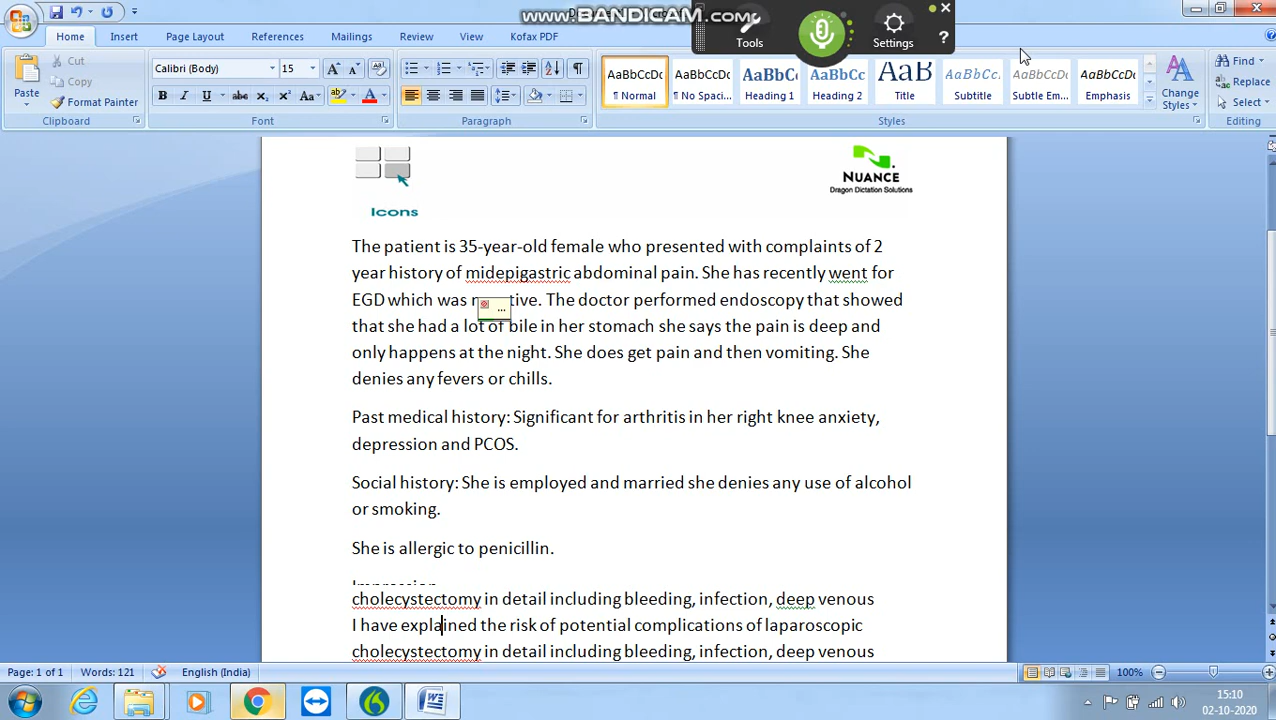 www.BANDICAM.com
Tools
Settings
?
Home Insert Page Layout References Mailings Review View Kofax PDF
Paste
Cut
Copy
Format Painter
Clipboard
Calibri (Body) 15
B I U abc X₂ X² Aa
Font
Paragraph
AaBbCcDc AaBbCcDc AaBbC AaBbCc AaB AaBbCc. AaBbCcDc AaBbCcDc
¶ Normal ¶ No Spaci... Heading 1 Heading 2 Title Subtitle Subtle Em... Emphasis
Styles
Change
Styles
Find
Replace
Select
Editing
Icons
NUANCE
Dragon Dictation Solutions
The patient is 35-year-old female who presented with complaints of 2
year history of midepigastric abdominal pain. She has recently went for
EGD which was tive. The doctor performed endoscopy that showed
that she had a lot of bile in her stomach she says the pain is deep and
only happens at the night. She does get pain and then vomiting. She
denies any fevers or chills.
Past medical history: Significant for arthritis in her right knee anxiety,
depression and PCOS.
Social history: She is employed and married she denies any use of alcohol
or smoking.
She is allergic to penicillin.
Impression
cholecystectomy in detail including bleeding, infection, deep venous
I have explained the risk of potential complications of laparoscopic
cholecystectomy in detail including bleeding, infection, deep venous
Page: 1 of 1 Words: 121 English (India) 100%
15:10
02-10-2020